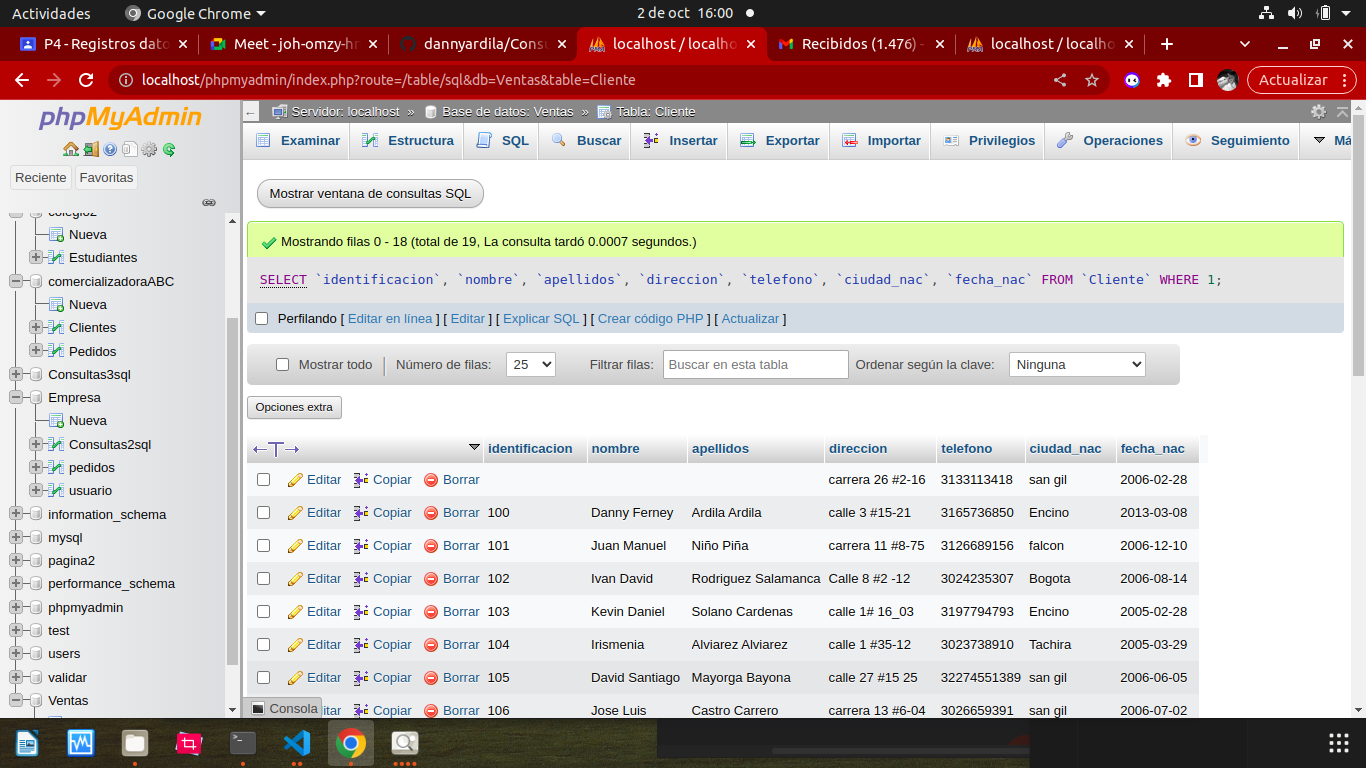 Actividades Google Chrome 2 de oct 16:00
P4 - Registros dato Meet - joh-omzy-hr dannyardila/Consu localhost / localho Recibidos (1.476) - localhost / localho
localhost/phpmyadmin/index.php?route=/table/sql&db=Ventas&table=Cliente Actualizar
phpMyAdmin
Reciente Favoritas
colegio2
Nueva
Estudiantes
comercializadoraABC
Nueva
Clientes
Pedidos
Consultas3sql
Empresa
Nueva
Consultas2sql
pedidos
usuario
information_schema
mysql
pagina2
performance_schema
phpmyadmin
test
users
validar
Ventas
Servidor: localhost » Base de datos: Ventas » Tabla: Cliente
Examinar Estructura SQL Buscar Insertar Exportar Importar Privilegios Operaciones Seguimiento Má
Mostrar ventana de consultas SQL
Mostrando filas 0 - 18 (total de 19, La consulta tardó 0.0007 segundos.)
SELECT `identificacion`, `nombre`, `apellidos`, `direccion`, `telefono`, `ciudad_nac`, `fecha_nac` FROM `Cliente` WHERE 1;
Perfilando [ Editar en línea ] [ Editar ] [ Explicar SQL ] [ Crear código PHP ] [ Actualizar ]
Mostrar todo Número de filas: 25 Filtrar filas: Buscar en esta tabla Ordenar según la clave: Ninguna
Opciones extra
identificacion nombre apellidos direccion telefono ciudad_nac fecha_nac
Editar Copiar Borrar carrera 26 #2-16 3133113418 san gil 2006-02-28
Editar Copiar Borrar 100 Danny Ferney Ardila Ardila calle 3 #15-21 3165736850 Encino 2013-03-08
Editar Copiar Borrar 101 Juan Manuel Niño Piña carrera 11 #8-75 3126689156 falcon 2006-12-10
Editar Copiar Borrar 102 Ivan David Rodriguez Salamanca Calle 8 #2 -12 3024235307 Bogota 2006-08-14
Editar Copiar Borrar 103 Kevin Daniel Solano Cardenas calle 1# 16_03 3197794793 Encino 2005-02-28
Editar Copiar Borrar 104 Irismenia Alviarez Alviarez calle 1 #35-12 3023738910 Tachira 2005-03-29
Editar Copiar Borrar 105 David Santiago Mayorga Bayona calle 27 #15 25 32274551389 san gil 2006-06-05
itar Copiar Borrar 106 Jose Luis Castro Carrero carrera 13 #6-04 3026659391 san gil 2006-07-02
Consola